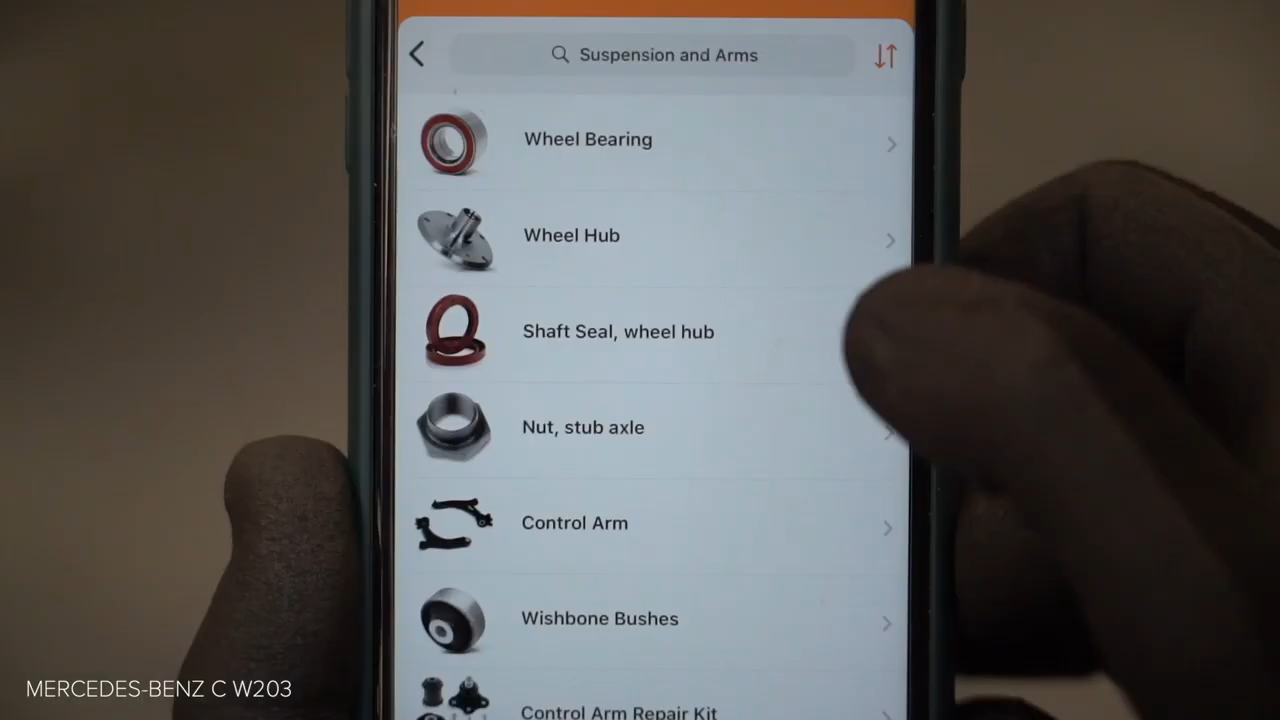 Suspension and Arms
Wheel Bearing
Wheel Hub
Shaft Seal, wheel hub
Nut, stub axle
Control Arm
Wishbone Bushes
Control Arm Repair Kit
MERCEDES-BENZ C W203